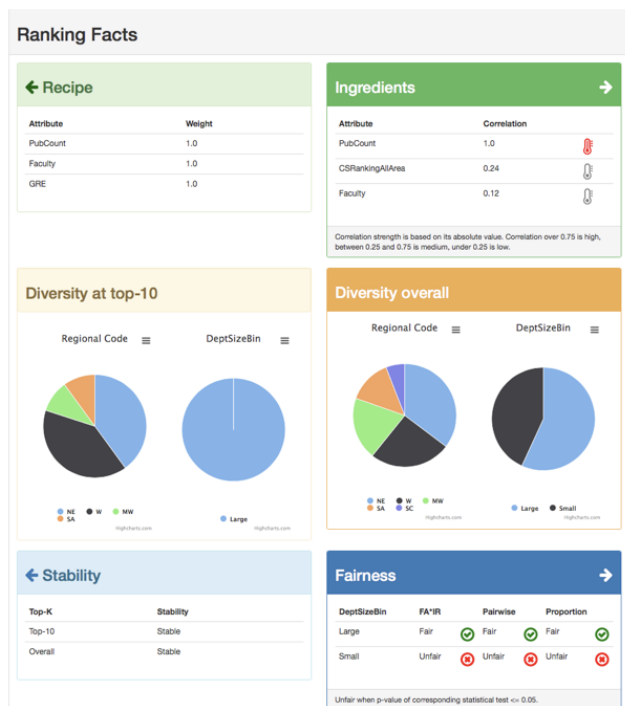 Ranking Facts
Recipe
Attribute Weight
PubCount 1.0
Faculty 1.0
GRE 1.0
Ingredients
Attribute Correlation
PubCount 1.0
CSRankingAllArea 0.24
Faculty 0.12
Correlation strength is based on its absolute value. Correlation over 0.75 is high,
between 0.25 and 0.75 is medium, under 0.25 is low.
Diversity at top-10
Regional Code DeptSizeBin
NE W MW
SA
Large
Highcharts.com Highcharts.com
Diversity overall
Regional Code DeptSizeBin
NE W MW
SA SC
Large Small
Highcharts.com Highcharts.com
Stability
Top-K Stability
Top-10 Stable
Overall Stable
Fairness
DeptSizeBin FA*IR Pairwise Proportion
Large Fair Fair Fair
Small Unfair Unfair Unfair
Unfair when p-value of corresponding statistical test <= 0.05.